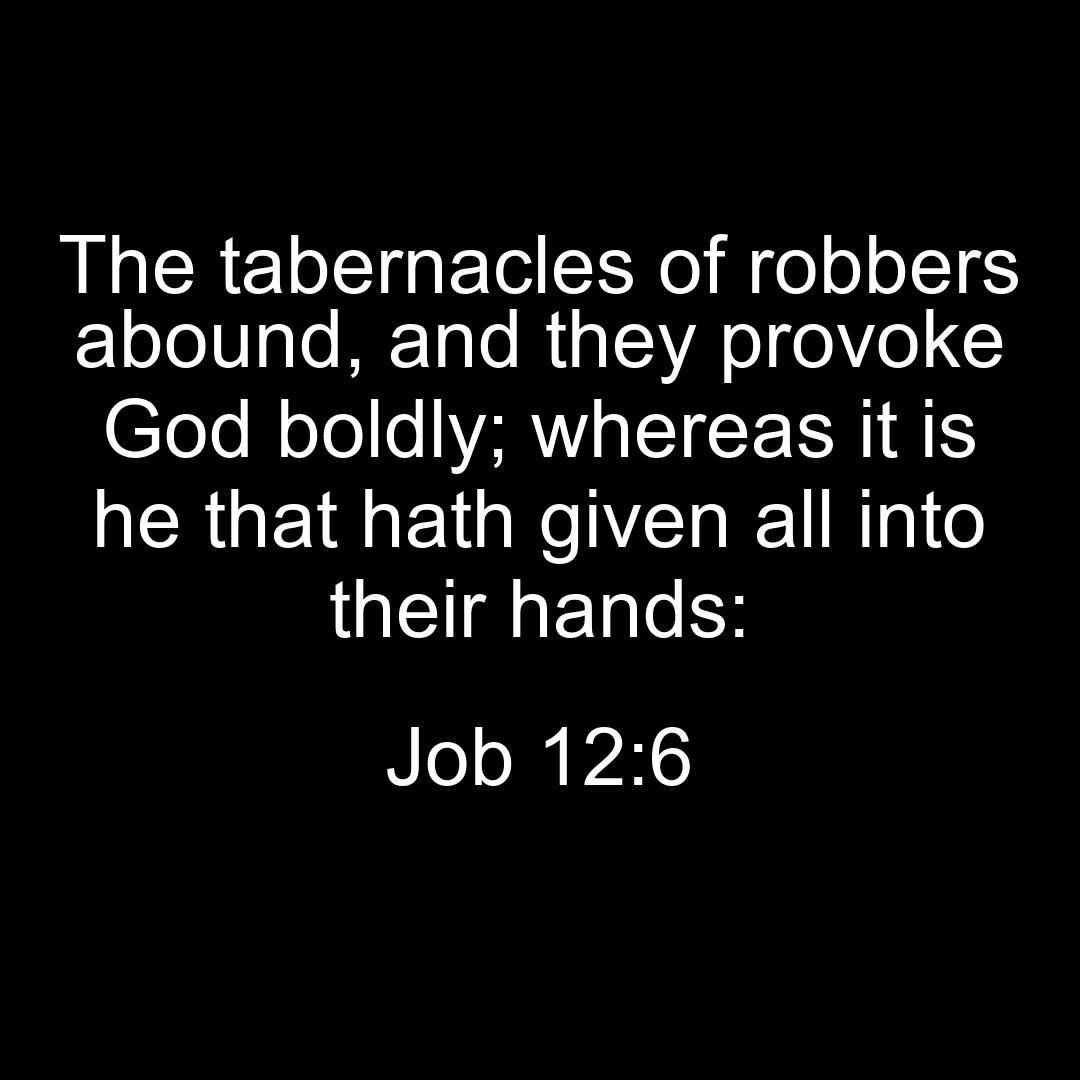 The tabernacles of robbers
abound, and they provoke
God boldly; whereas it is
he that hath given all into
their hands:
Job 12:6